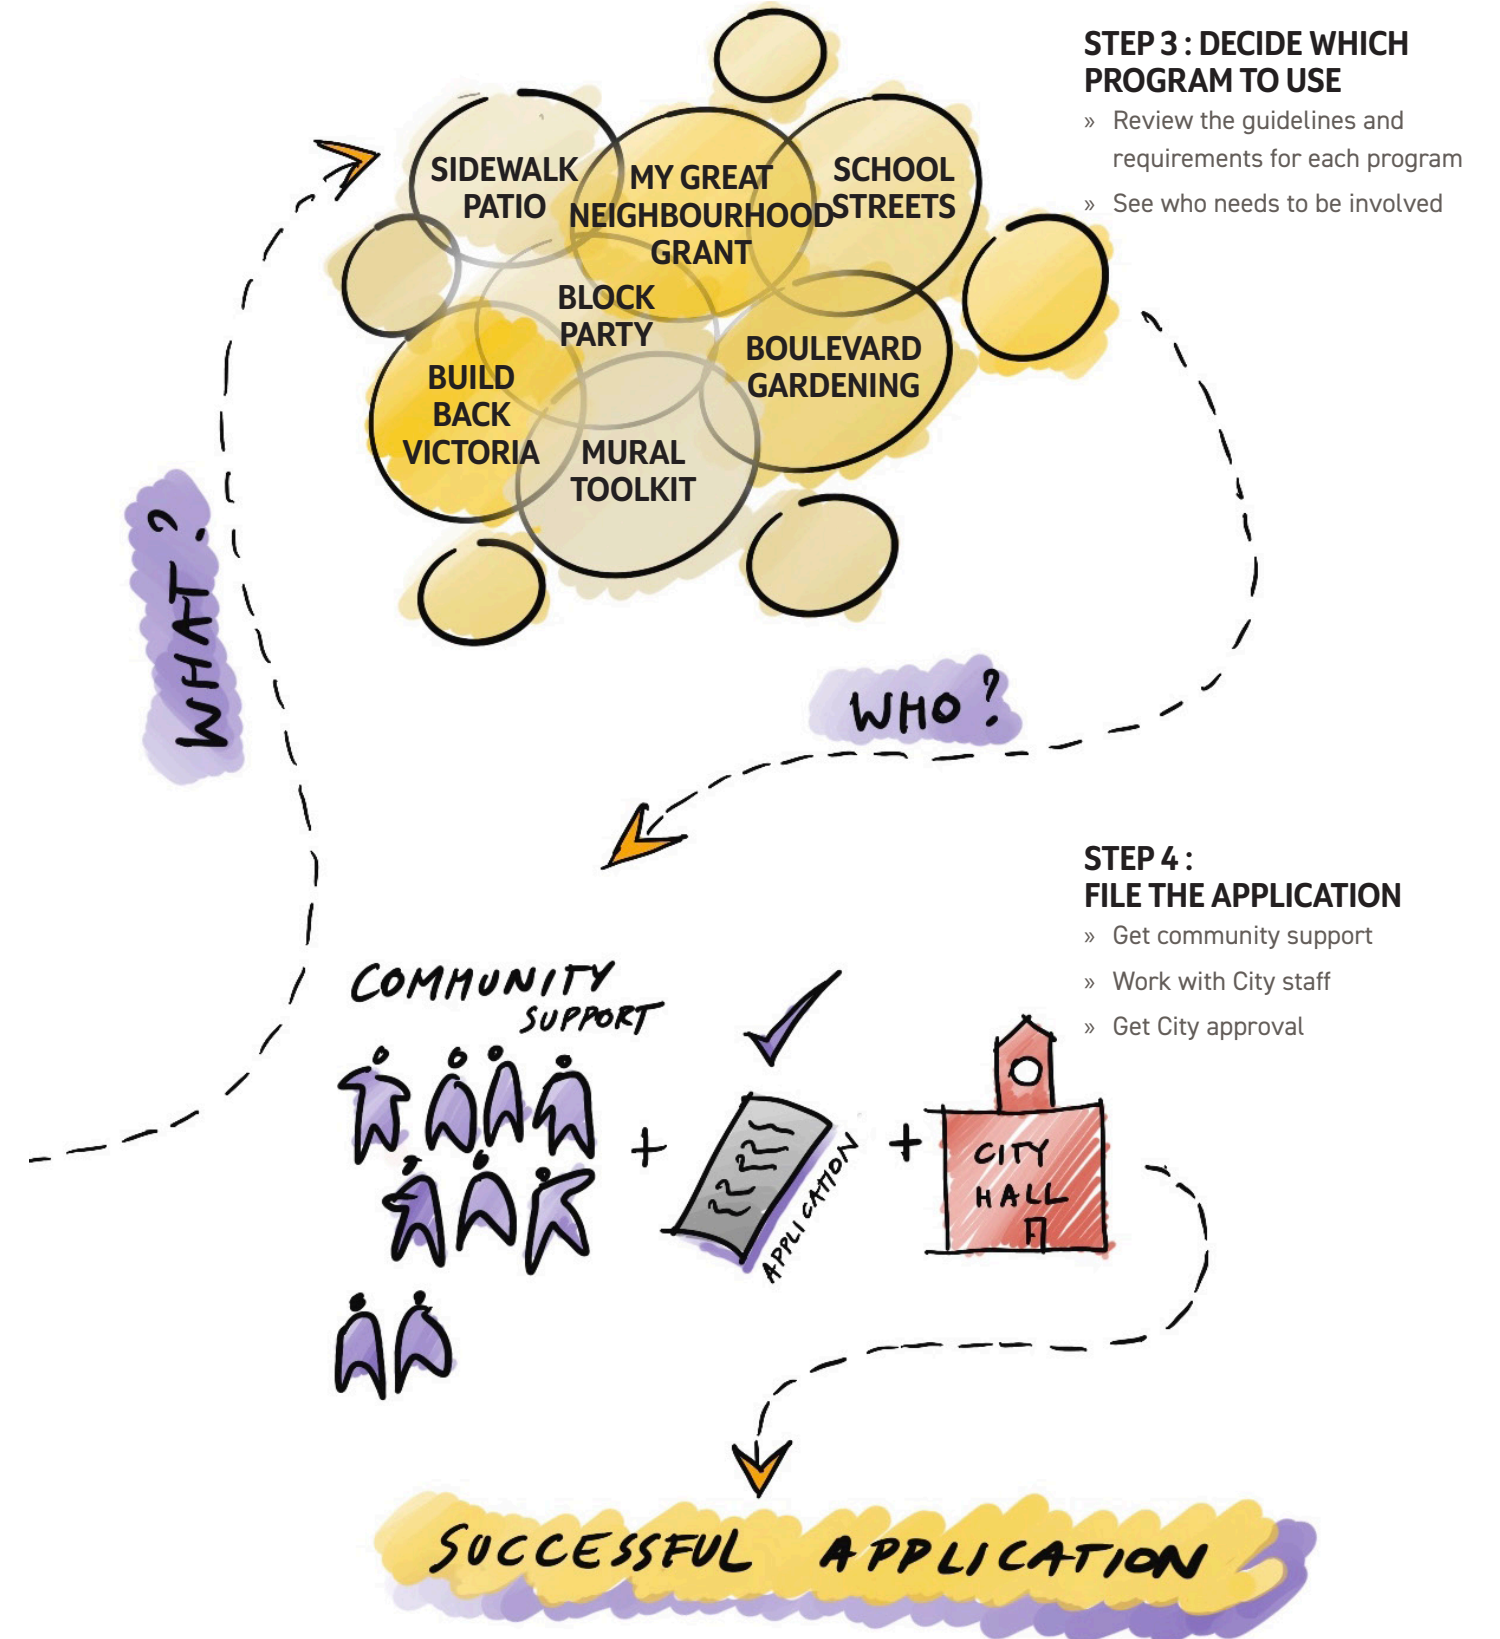 STEP 3 : DECIDE WHICH
PROGRAM TO USE
» Review the guidelines and
requirements for each program
» See who needs to be involved
SIDEWALK
PATIO
MY GREAT
NEIGHBOURHOOD
GRANT
SCHOOL
STREETS
BLOCK
PARTY
BOULEVARD
GARDENING
BUILD
BACK
VICTORIA
MURAL
TOOLKIT
WHAT?
WHO?
STEP 4 :
FILE THE APPLICATION
» Get community support
» Work with City staff
» Get City approval
COMMUNITY
SUPPORT
+
APPLICATION
+
CITY
HALL
SUCCESSFUL APPLICATION